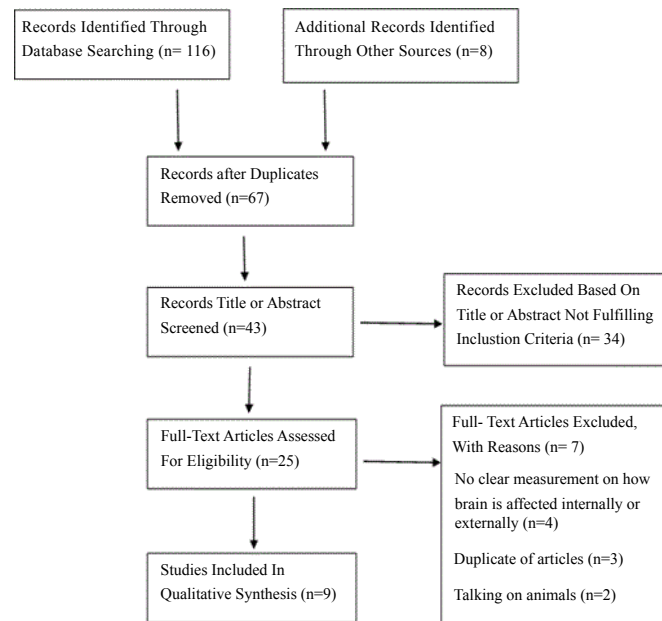 Records Identified Through
Database Searching (n= 116)
Additional Records Identified
Through Other Sources (n=8)
Records after Duplicates
Removed (n=67)
Records Title or Abstract
Screened (n=43)
Records Excluded Based On
Title or Abstract Not Fulfilling
Inclustion Criteria (n= 34)
Full-Text Articles Assessed
For Eligibility (n=25)
Full- Text Articles Excluded,
With Reasons (n= 7)
No clear measurement on how
brain is affected internally or
externally (n=4)
Duplicate of articles (n=3)
Talking on animals (n=2)
Studies Included In
Qualitative Synthesis (n=9)